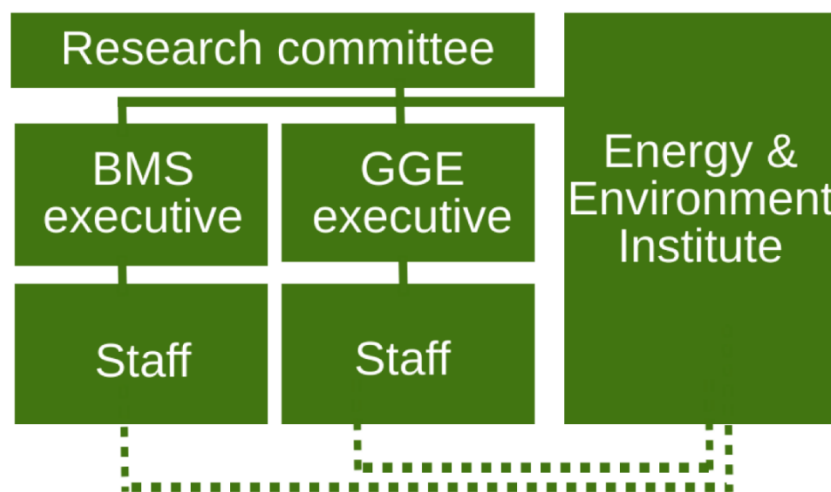 Research committee
BMS
executive
GGE
executive
Energy &
Environment
Institute
Staff
Staff